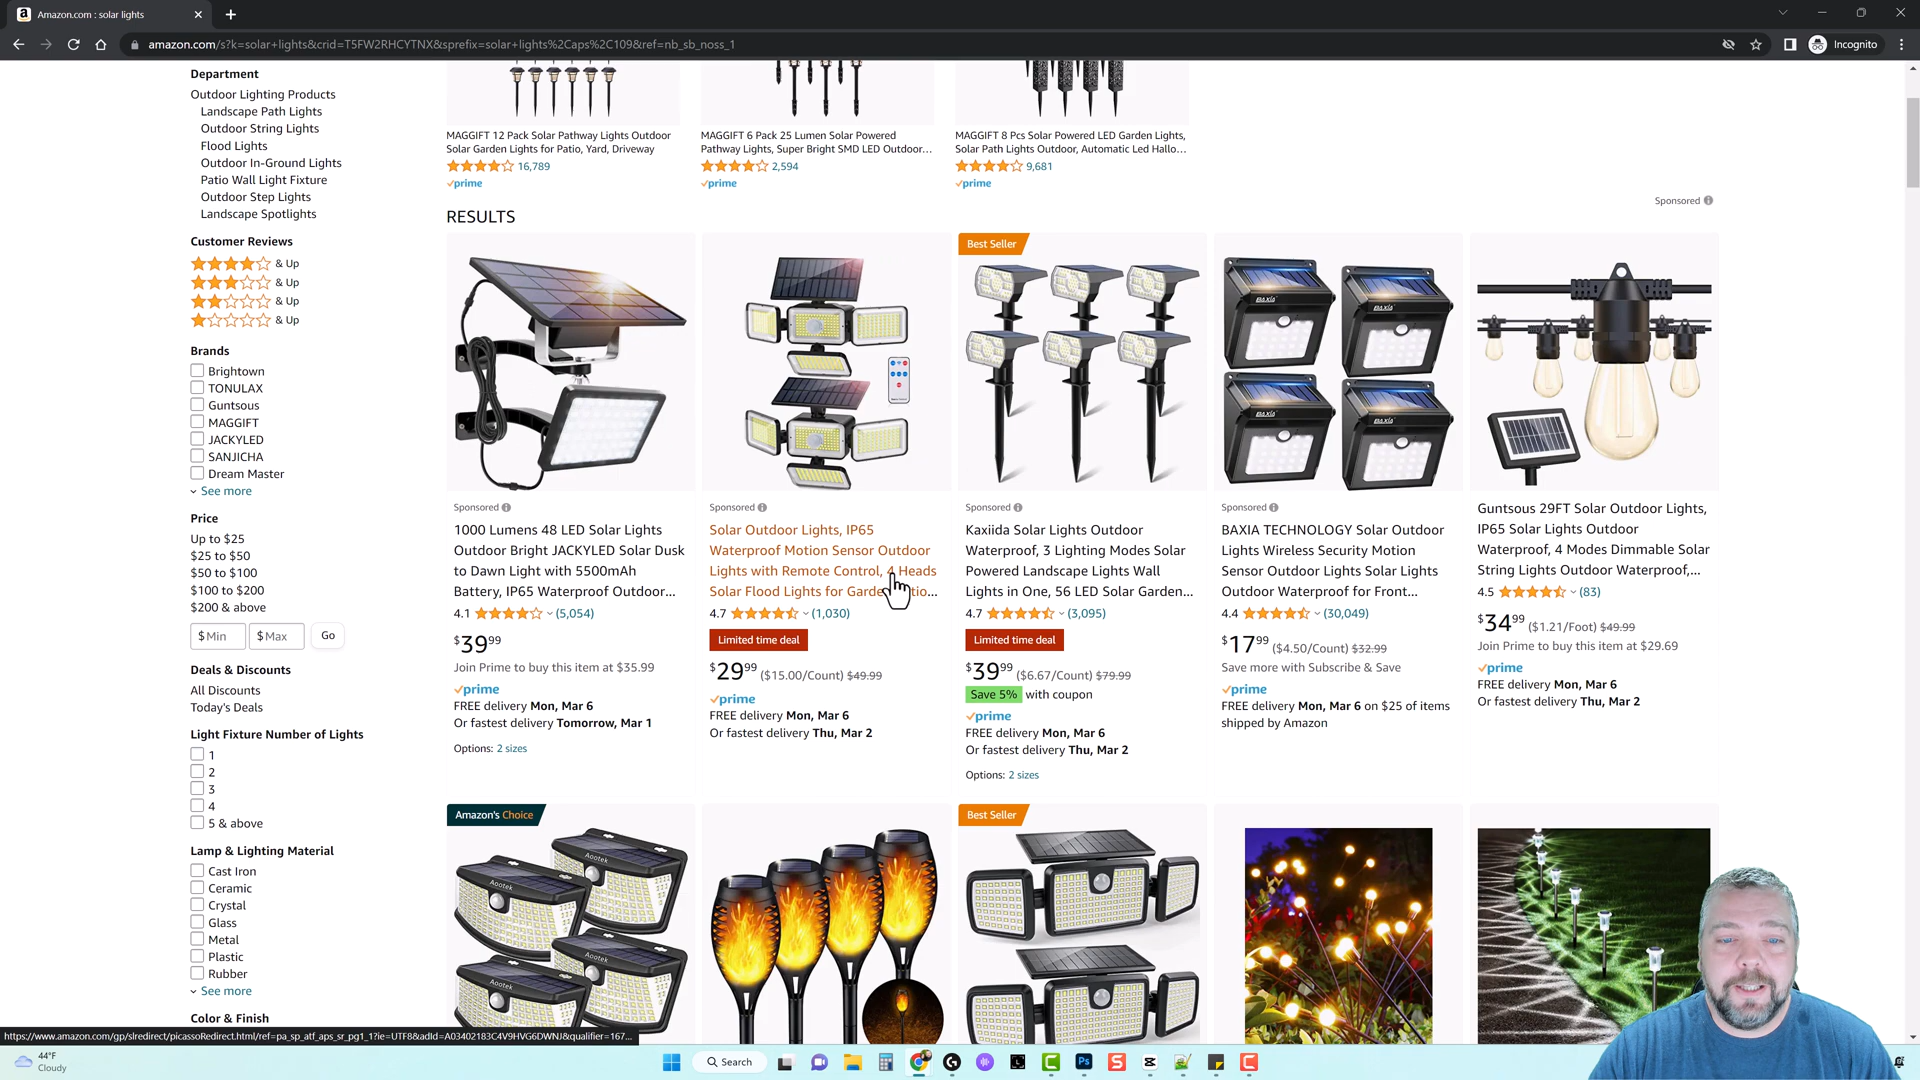 Amazon.com : solar lights
amazon.com/s?k=solar+lights&crid=T5FW2RHCYTNX&sprefix=solar+lights%2Caps%2C109&ref=nb_sb_noss_1
Incognito
Department
Outdoor Lighting Products
Landscape Path Lights
Outdoor String Lights
Flood Lights
Outdoor In-Ground Lights
Patio Wall Light Fixture
Outdoor Step Lights
Landscape Spotlights
Customer Reviews
& Up
& Up
& Up
& Up
Brands
Brightown
TONULAX
Guntsous
MAGGIFT
JACKYLED
SANJICHA
Dream Master
See more
Price
Up to $25
$25 to $50
$50 to $100
$100 to $200
$200 & above
$ Min
$ Max
Go
Deals & Discounts
All Discounts
Today's Deals
Light Fixture Number of Lights
1
2
3
4
5 & above
Lamp & Lighting Material
Cast Iron
Ceramic
Crystal
Glass
Metal
Plastic
Rubber
See more
Color & Finish
MAGGIFT 12 Pack Solar Pathway Lights Outdoor
Solar Garden Lights for Patio, Yard, Driveway
16,789
prime
MAGGIFT 6 Pack 25 Lumen Solar Powered
Pathway Lights, Super Bright SMD LED Outdoor...
2,594
prime
MAGGIFT 8 Pcs Solar Powered LED Garden Lights,
Solar Path Lights Outdoor, Automatic Led Hallo...
9,681
prime
Sponsored
RESULTS
Sponsored
1000 Lumens 48 LED Solar Lights
Outdoor Bright JACKYLED Solar Dusk
to Dawn Light with 5500mAh
Battery, IP65 Waterproof Outdoor...
4.1 (5,054)
$39.99
Join Prime to buy this item at $35.99
prime
FREE delivery Mon, Mar 6
Or fastest delivery Tomorrow, Mar 1
Options: 2 sizes
Sponsored
Solar Outdoor Lights, IP65
Waterproof Motion Sensor Outdoor
Lights with Remote Control, 4 Heads
Solar Flood Lights for Garde
4.7 (1,030)
Limited time deal
$29.99 ($15.00/Count) $49.99
prime
FREE delivery Mon, Mar 6
Or fastest delivery Thu, Mar 2
Best Seller
Sponsored
Kaxiida Solar Lights Outdoor
Waterproof, 3 Lighting Modes Solar
Powered Landscape Lights Wall
Lights in One, 56 LED Solar Garden...
4.7 (3,095)
Limited time deal
$39.99 ($6.67/Count) $79.99
Save 5% with coupon
prime
FREE delivery Mon, Mar 6
Or fastest delivery Thu, Mar 2
Options: 2 sizes
BAXIA
BAXIA
BAXIA
BAXIA
Sponsored
BAXIA TECHNOLOGY Solar Outdoor
Lights Wireless Security Motion
Sensor Outdoor Lights Solar Lights
Outdoor Waterproof for Front...
4.4 (30,049)
$17.99 ($4.50/Count) $32.99
Save more with Subscribe & Save
prime
FREE delivery Mon, Mar 6 on $25 of items
shipped by Amazon
Guntsous 29FT Solar Outdoor Lights,
IP65 Solar Lights Outdoor
Waterproof, 4 Modes Dimmable Solar
String Lights Outdoor Waterproof,...
4.5 (83)
$34.99 ($1.21/Foot) $49.99
Join Prime to buy this item at $29.69
prime
FREE delivery Mon, Mar 6
Or fastest delivery Thu, Mar 2
Amazon's Choice
Aootek
Aootek
Aootek
Aootek
Best Seller
https://www.amazon.com/gp/slredirect/picassoRedirect.html/ref=pa_sp_atf_aps_sr_pg1_1?ie=UTF8&adId=A03402183C4V9HVG6DWNJ&qualifier=167...
44°F
Cloudy
Search